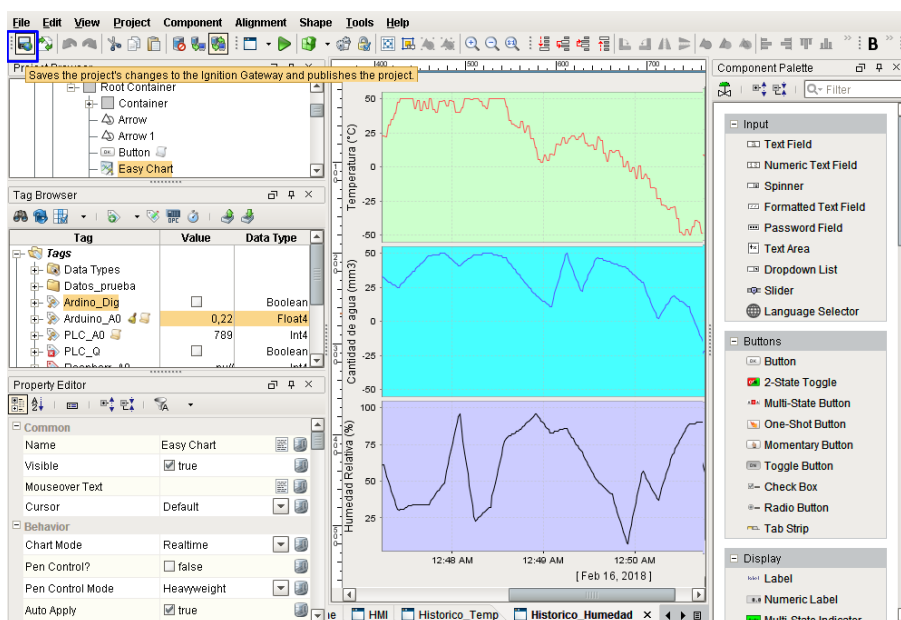 File Edit View Project Component Alignment Shape Tools Help
B
Saves the project's changes to the Ignition Gateway and publishes the project.
Root Container
Container
Arrow
Arrow 1
Button
Easy Chart
Tag Browser
Tag Value Data Type
Tags
Data Types
Datos_prueba
Ardino_Dig Boolean
Arduino_A0 0,22 Float4
PLC_A0 789 Int4
PLC_Q Boolean
Property Editor
Common
Name Easy Chart
Visible true
Mouseover Text
Cursor Default
Behavior
Chart Mode Realtime
Pen Control? false
Pen Control Mode Heavyweight
Auto Apply true
Temperatura (°C)
50
25
0
-25
-50
Cantidad de agua (mm3)
50
25
0
-25
-50
Humedad Relativa (%)
100
75
50
25
12:48 AM 12:49 AM 12:50 AM
[Feb 16, 2018]
HMI Historico_Temp Historico_Humedad
Component Palette
Filter
Input
Text Field
Numeric Text Field
Spinner
Formatted Text Field
Password Field
Text Area
Dropdown List
Slider
Language Selector
Buttons
Button
2-State Toggle
Multi-State Button
One-Shot Button
Momentary Button
Toggle Button
Check Box
Radio Button
Tab Strip
Display
Label
Numeric Label
Multi-State Indicator